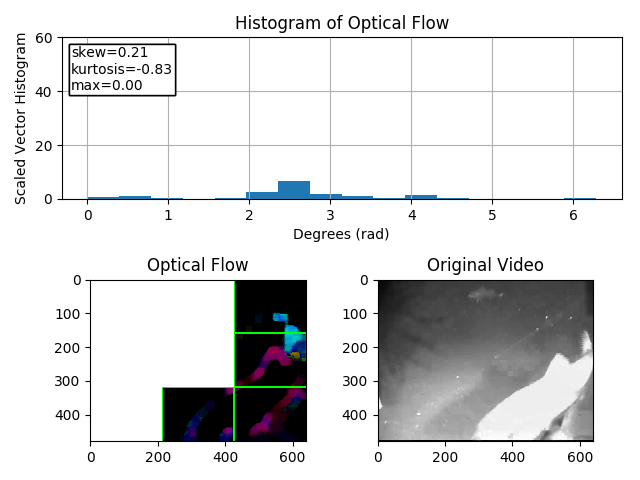 Histogram of Optical Flow
Scaled Vector Histogram
60
40
20
0
skew=0.21
kurtosis=-0.83
max=0.00
0 1 2 3 4 5 6
Degrees (rad)
Optical Flow
0
100
200
300
400
0 200 400 600
Original Video
0
100
200
300
400
0 200 400 600